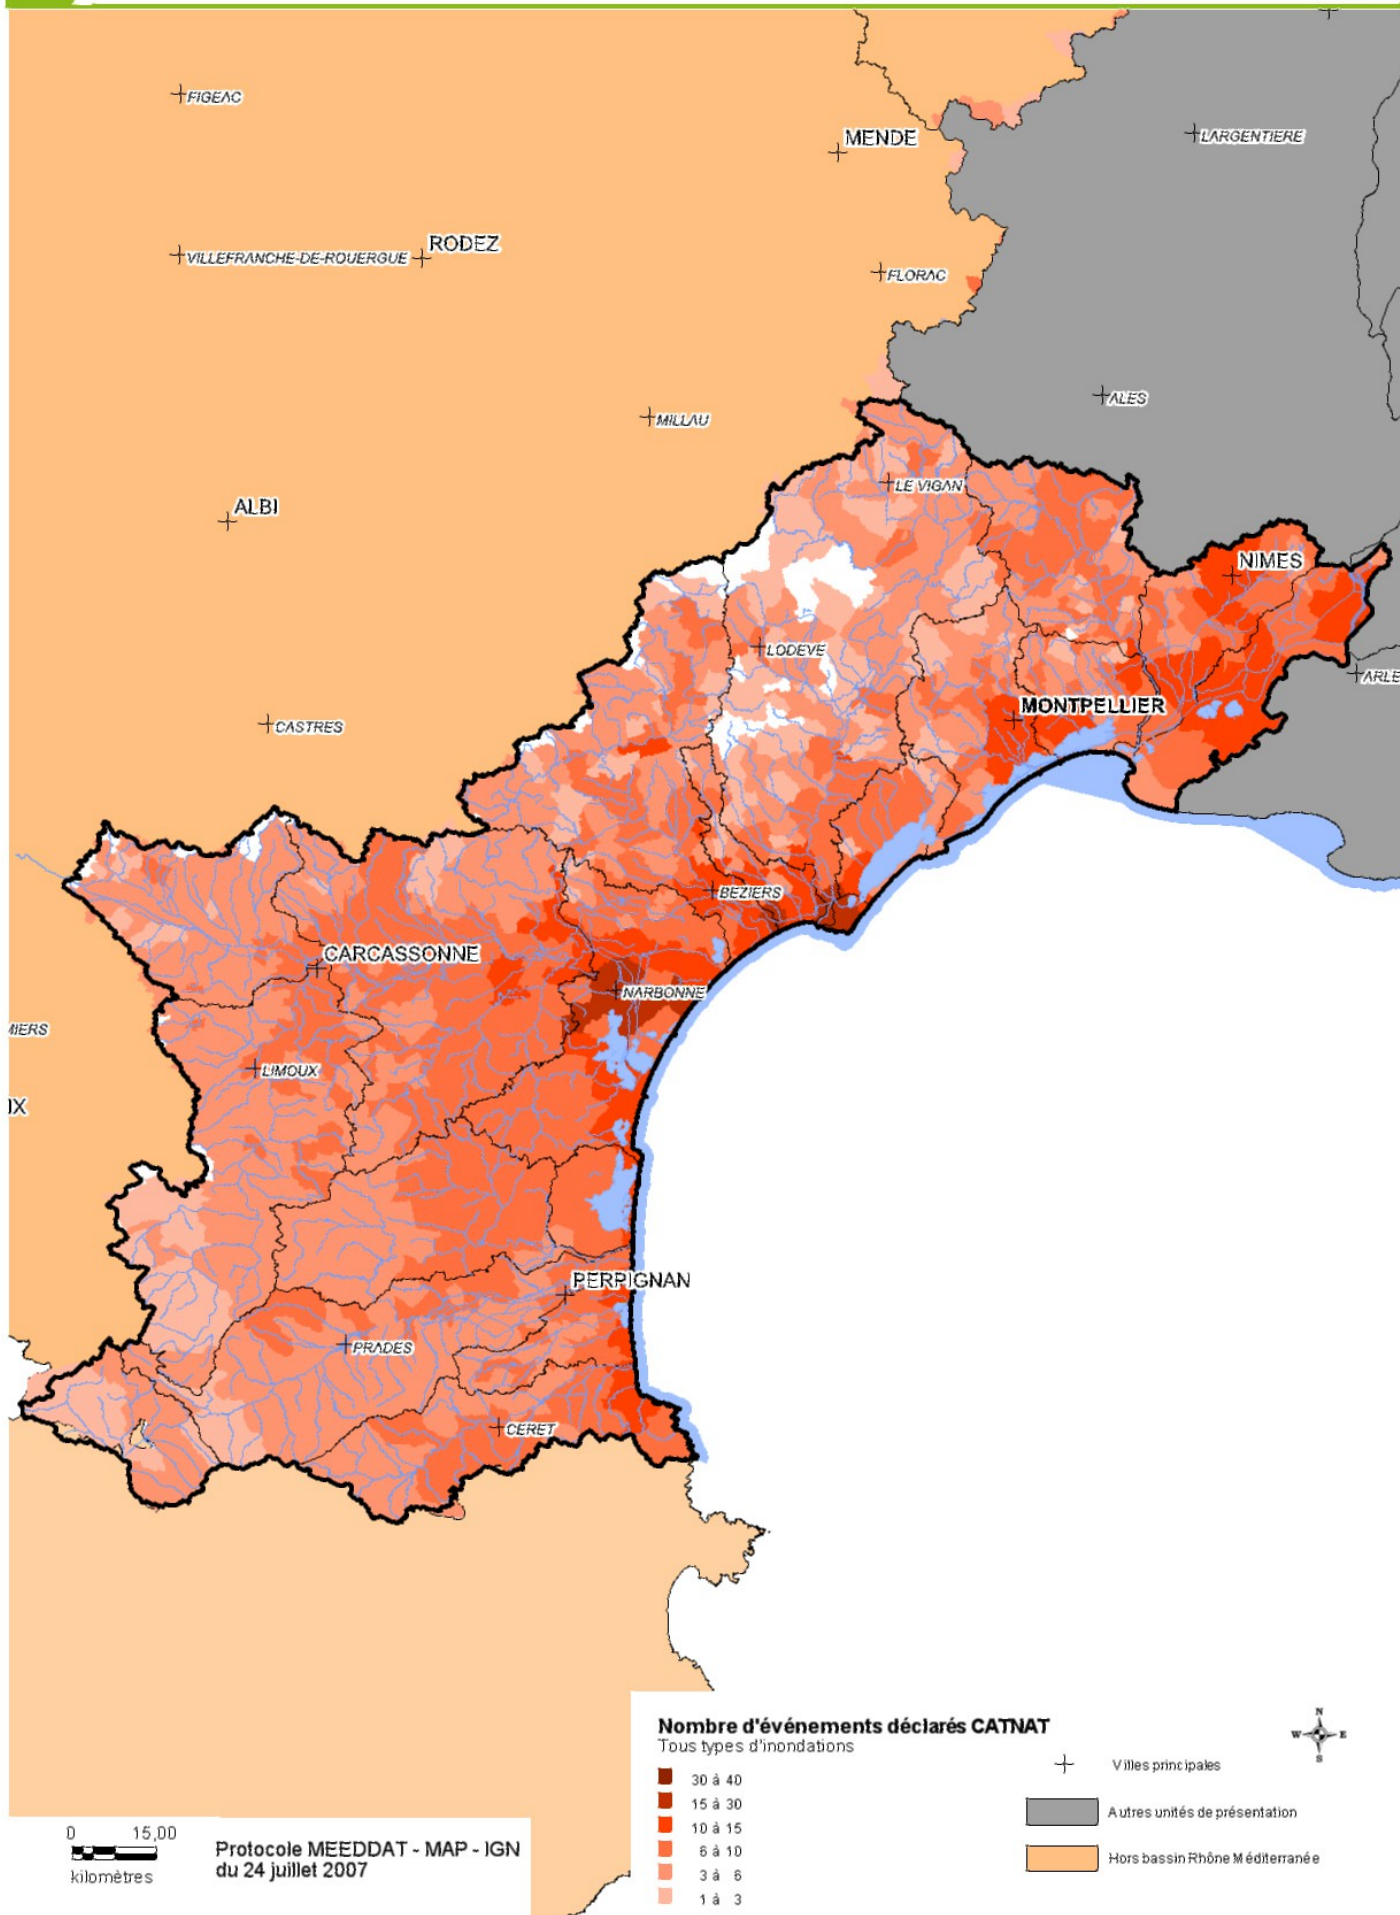 FIGEAC
MENDE
LARGENTIERE
RODEZ
VILLEFRANCHE-DE-ROUERGUE
FLORAC
ALES
MILLAU
LE VIGAN
ALBI
NIMES
LODEVE
ARLE
MONTPELLIER
CASTRES
BEZIERS
CARCASSONNE
NARBONNE
MIERS
LIMOUX
IX
PERPIGNAN
PRADES
CERET
Nombre d'événements déclarés CATNAT
Tous types d'inondations
30 à 40
15 à 30
10 à 15
6 à 10
3 à 6
1 à 3
N
W E
S
Villes principales
Autres unités de présentation
Hors bassin Rhône Méditerranée
0 15,00
kilomètres
Protocole MEEDDAT - MAP - IGN
du 24 juillet 2007